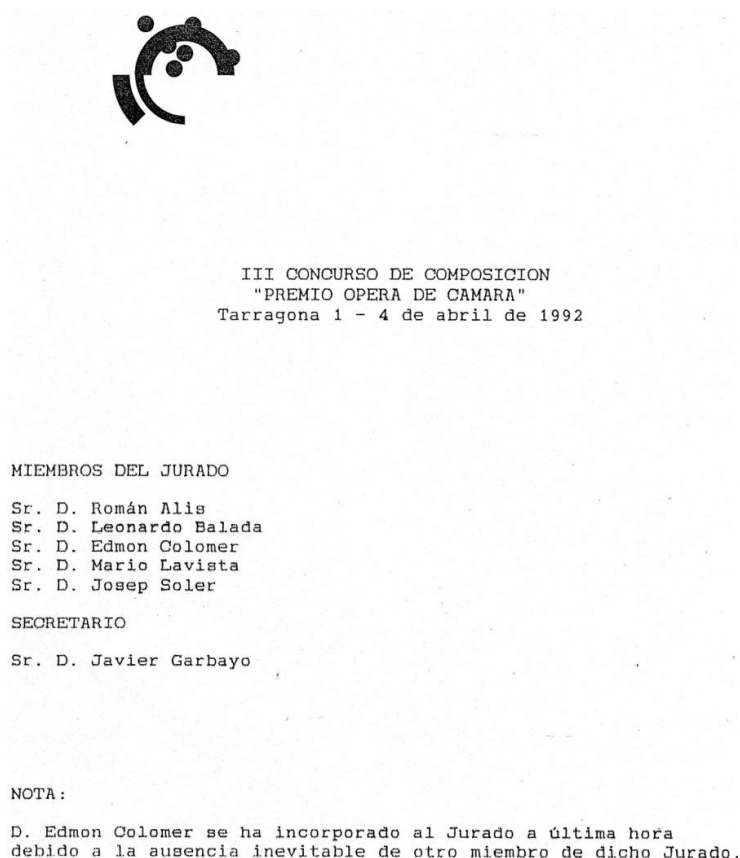 III CONCURSO DE COMPOSICION
"PREMIO OPERA DE CAMARA"
Tarragona 1 - 4 de abril de 1992
MIEMBROS DEL JURADO
Sr. D. Román Alis
Sr. D. Leonardo Balada
Sr. D. Edmon Colomer
Sr. D. Mario Lavista
Sr. D. Josep Soler
SECRETARIO
Sr. D. Javier Garbayo
NOTA:
D. Edmon Colomer se ha incorporado al Jurado a última hora
debido a la ausencia inevitable de otro miembro de dicho Jurado.